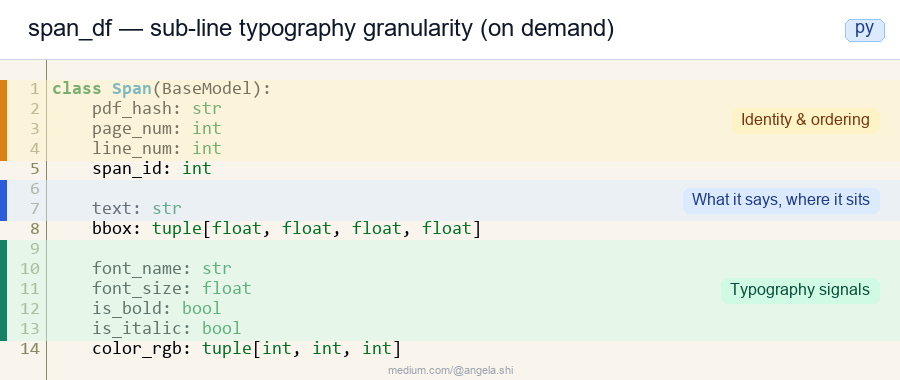 span_df — sub-line typography granularity (on demand)
py
1 class Span(BaseModel):
2     pdf_hash: str
3     page_num: int
Identity & ordering
4     line_num: int
5     span_id: int
6
What it says, where it sits
7     text: str
8     bbox: tuple[float, float, float, float]
9
10     font_name: str
11     font_size: float
Typography signals
12     is_bold: bool
13     is_italic: bool
14     color_rgb: tuple[int, int, int]
medium.com/@angela.shi